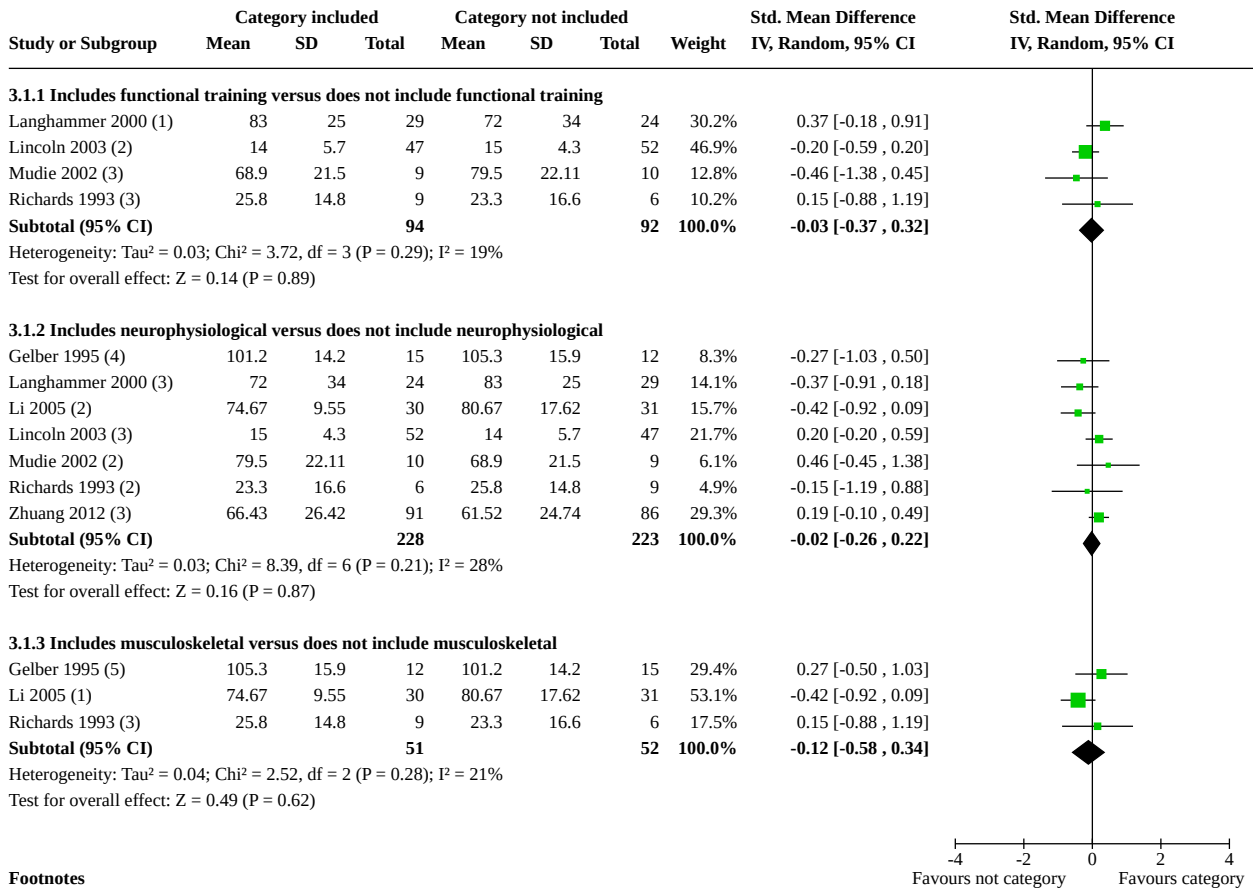 Category included Category not included Std. Mean Difference Std. Mean Difference
Study or Subgroup Mean SD Total Mean SD Total Weight IV, Random, 95% CI IV, Random, 95% CI
3.1.1 Includes functional training versus does not include functional training
Langhammer 2000 (1) 83 25 29 72 34 24 30.2% 0.37 [-0.18 , 0.91]
Lincoln 2003 (2) 14 5.7 47 15 4.3 52 46.9% -0.20 [-0.59 , 0.20]
Mudie 2002 (3) 68.9 21.5 9 79.5 22.11 10 12.8% -0.46 [-1.38 , 0.45]
Richards 1993 (3) 25.8 14.8 9 23.3 16.6 6 10.2% 0.15 [-0.88 , 1.19]
Subtotal (95% CI) 94 92 100.0% -0.03 [-0.37 , 0.32]
Heterogeneity: Tau² = 0.03; Chi² = 3.72, df = 3 (P = 0.29); I² = 19%
Test for overall effect: Z = 0.14 (P = 0.89)
3.1.2 Includes neurophysiological versus does not include neurophysiological
Gelber 1995 (4) 101.2 14.2 15 105.3 15.9 12 8.3% -0.27 [-1.03 , 0.50]
Langhammer 2000 (3) 72 34 24 83 25 29 14.1% -0.37 [-0.91 , 0.18]
Li 2005 (2) 74.67 9.55 30 80.67 17.62 31 15.7% -0.42 [-0.92 , 0.09]
Lincoln 2003 (3) 15 4.3 52 14 5.7 47 21.7% 0.20 [-0.20 , 0.59]
Mudie 2002 (2) 79.5 22.11 10 68.9 21.5 9 6.1% 0.46 [-0.45 , 1.38]
Richards 1993 (2) 23.3 16.6 6 25.8 14.8 9 4.9% -0.15 [-1.19 , 0.88]
Zhuang 2012 (3) 66.43 26.42 91 61.52 24.74 86 29.3% 0.19 [-0.10 , 0.49]
Subtotal (95% CI) 228 223 100.0% -0.02 [-0.26 , 0.22]
Heterogeneity: Tau² = 0.03; Chi² = 8.39, df = 6 (P = 0.21); I² = 28%
Test for overall effect: Z = 0.16 (P = 0.87)
3.1.3 Includes musculoskeletal versus does not include musculoskeletal
Gelber 1995 (5) 105.3 15.9 12 101.2 14.2 15 29.4% 0.27 [-0.50 , 1.03]
Li 2005 (1) 74.67 9.55 30 80.67 17.62 31 53.1% -0.42 [-0.92 , 0.09]
Richards 1993 (3) 25.8 14.8 9 23.3 16.6 6 17.5% 0.15 [-0.88 , 1.19]
Subtotal (95% CI) 51 52 100.0% -0.12 [-0.58 , 0.34]
Heterogeneity: Tau² = 0.04; Chi² = 2.52, df = 2 (P = 0.28); I² = 21%
Test for overall effect: Z = 0.49 (P = 0.62)
-4 -2 0 2 4
Footnotes Favours not category Favours category